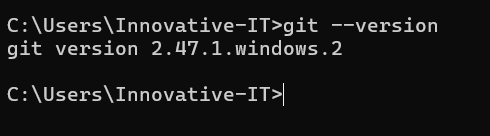 C:\Users\Innovative-IT>git --version
git version 2.47.1.windows.2
C:\Users\Innovative-IT>